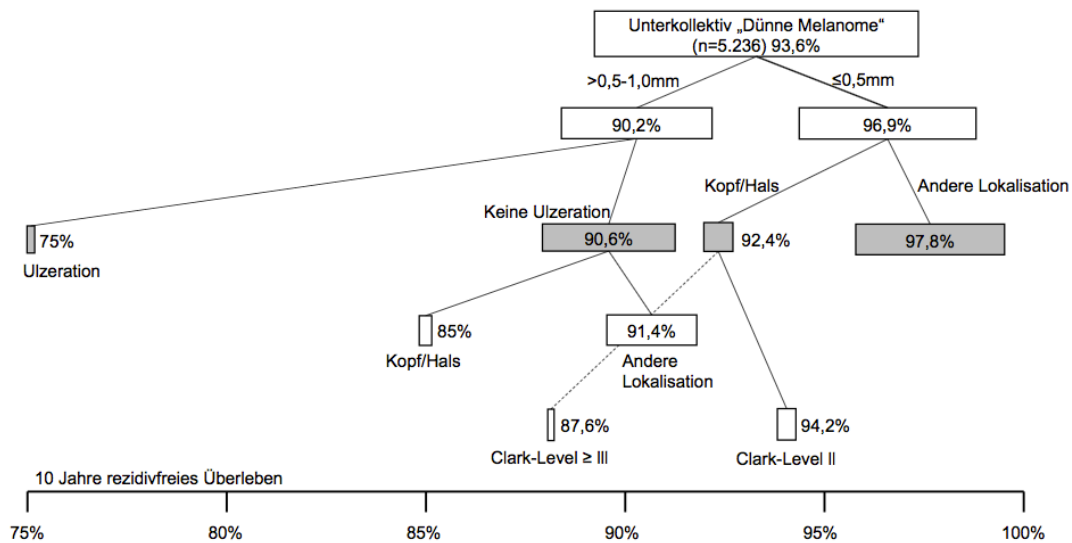 Unterkollektiv „Dünne Melanome“
(n=5.236) 93,6%
>0,5-1,0mm
≤0,5mm
90,2%
96,9%
Kopf/Hals
Andere Lokalisation
Keine Ulzeration
75%
90,6%
92,4%
97,8%
Ulzeration
85%
91,4%
Kopf/Hals
Andere
Lokalisation
87,6%
94,2%
Clark-Level ≥ III
Clark-Level II
10 Jahre rezidivfreies Überleben
75%
80%
85%
90%
95%
100%